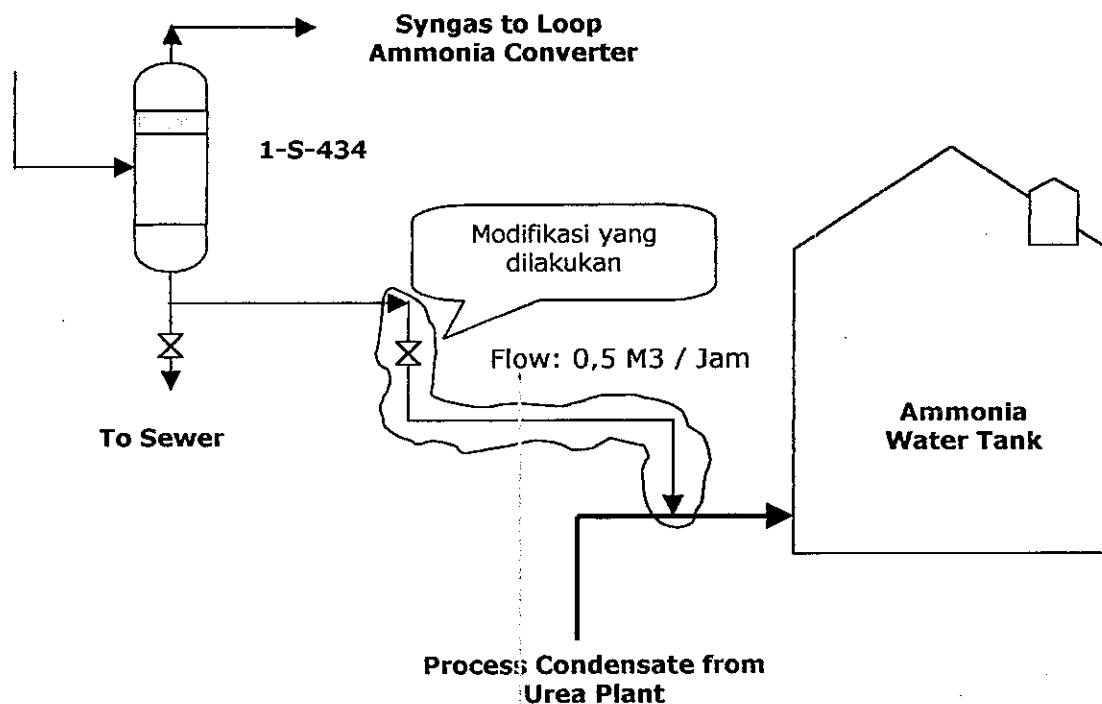 Syngas to Loop
Ammonia Converter
1-S-434
Modifikasi yang
dilakukan
Flow: 0,5 M3 / Jam
To Sewer
Ammonia
Water Tank
Process Condensate from
Urea Plant